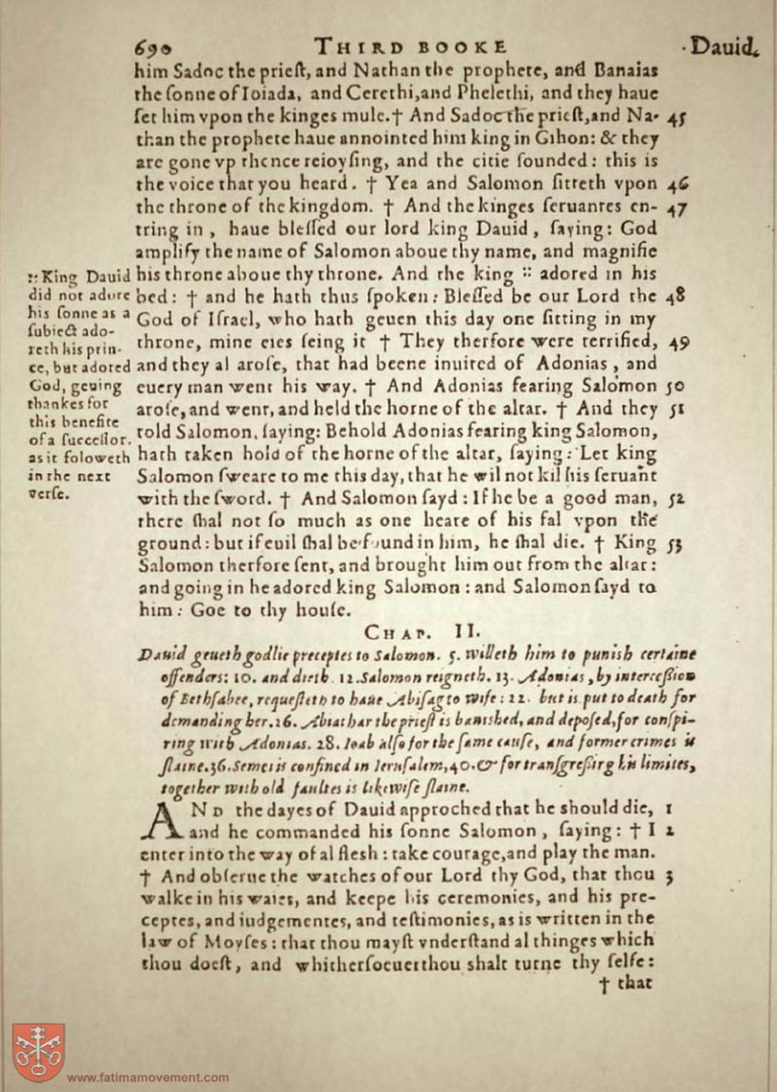 690 THIRD BOOKE ·Dauid.
him Sadoc the prieſt, and Nathan the prophete, and Banaias
the ſonne of Ioiada, and Cerethi, and Phelethi, and they haue
ſet him vpon the kinges mule. † And Sadoc the prieſt, and Na- 45
than the prophete haue annointed him king in Gihon: & they
are gone vp thence reioyſing, and the citie ſounded: this is
the voice that you heard. † Yea and Salomon ſitteth vpon 46
the throne of the kingdom. † And the kinges ſeruantes en- 47
tring in, haue bleſſed our lord king Dauid, ſaying: God
amplify the name of Salomon aboue thy name, and magnifie
his throne aboue thy throne. And the king :: adored in his
bed: † and he hath thus ſpoken: Bleſſed be our Lord the 48
God of Iſrael, who hath geuen this day one ſitting in my
throne, mine eies ſeing it † They therfore were terrified, 49
and they al aroſe, that had beene inuited of Adonias, and
euery man went his way. † And Adonias fearing Salomon 50
aroſe, and went, and held the horne of the altar. † And they 51
told Salomon, ſaying: Behold Adonias fearing king Salomon,
hath taken hold of the horne of the altar, ſaying: Let king
Salomon ſweare to me this day, that he wil not kil his ſeruant
with the ſword. † And Salomon ſayd: If he be a good man, 52
there ſhal not ſo much as one heare of his fal vpon the
ground: but if euil ſhal be found in him, he ſhal die. † King 53
Salomon therfore ſent, and brought him out from the altar:
and going in he adored king Salomon: and Salomon ſayd to
him: Goe to thy houſe.
:: King Dauid
did not adore
his ſonne as a
ſubiect ado-
reth his prin-
ce, but adored
God, geuing
thankes for
this benefite
of a ſucceſſor.
as it foloweth
in the next
verſe.
CHAP. II.
Dauid geueth godlie preceptes to Salomon. 5. willeth him to punish certaine
offenders: 10. and dieth. 12. Salomon reigneth. 13. Adonias, by interceſſion
of Bethſabee, requeſteth to haue Abiſag to wife: 22. but is put to death for
demanding her. 26. Abiathar the prieſt is banished, and depoſed, for conſpi-
ring with Adonias. 28. Ioab alſo for the ſame cauſe, and former crimes is
ſlaine. 36. Semei is confined in Ieruſalem, 40. & for tranſgreſſing his limites,
together with old faultes is likewiſe ſlaine.
AND the dayes of Dauid approched that he should die, 1
and he commanded his ſonne Salomon, ſaying: † I 2
enter into the way of al flesh: take courage, and play the man.
† And obſerue the watches of our Lord thy God, that thou 3
walke in his waies, and keepe his ceremonies, and his pre-
ceptes, and iudgementes, and teſtimonies, as is written in the
law of Moyſes: that thou mayſt vnderſtand al thinges which
thou doeſt, and whitherſoeuer thou shalt turne thy ſelfe:
† that
www.fatimamovement.com